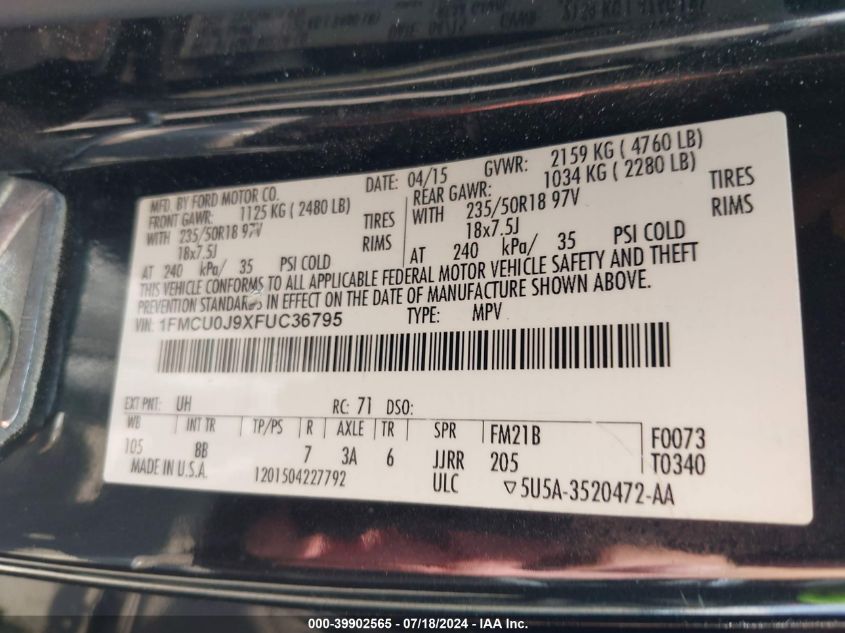 MFD. BY FORD MOTOR CO.
DATE: 04/15 GVWR: 2159 KG ( 4760 LB)
FRONT GAWR: 1125 KG ( 2480 LB) REAR GAWR: 1034 KG ( 2280 LB)
WITH 235/50R18 97V TIRES WITH 235/50R18 97V TIRES
18x7.5J RIMS 18x7.5J RIMS
AT 240 kPa/ 35 PSI COLD AT 240 kPa/ 35 PSI COLD
THIS VEHICLE CONFORMS TO ALL APPLICABLE FEDERAL MOTOR VEHICLE SAFETY AND THEFT
PREVENTION STANDARDS IN EFFECT ON THE DATE OF MANUFACTURE SHOWN ABOVE.
VIN: 1FMCU0J9XFUC36795 TYPE: MPV
EXT PNT: UH RC: 71 DSO:
WB INT TR TP/PS R AXLE TR SPR FM21B F0073
105 BB 7 3A 6 JJRR 205 T0340
MADE IN U.S.A. 1201504227792 ULC ▽5U5A-3520472-AA
000-39902565 - 07/18/2024 - IAA Inc.